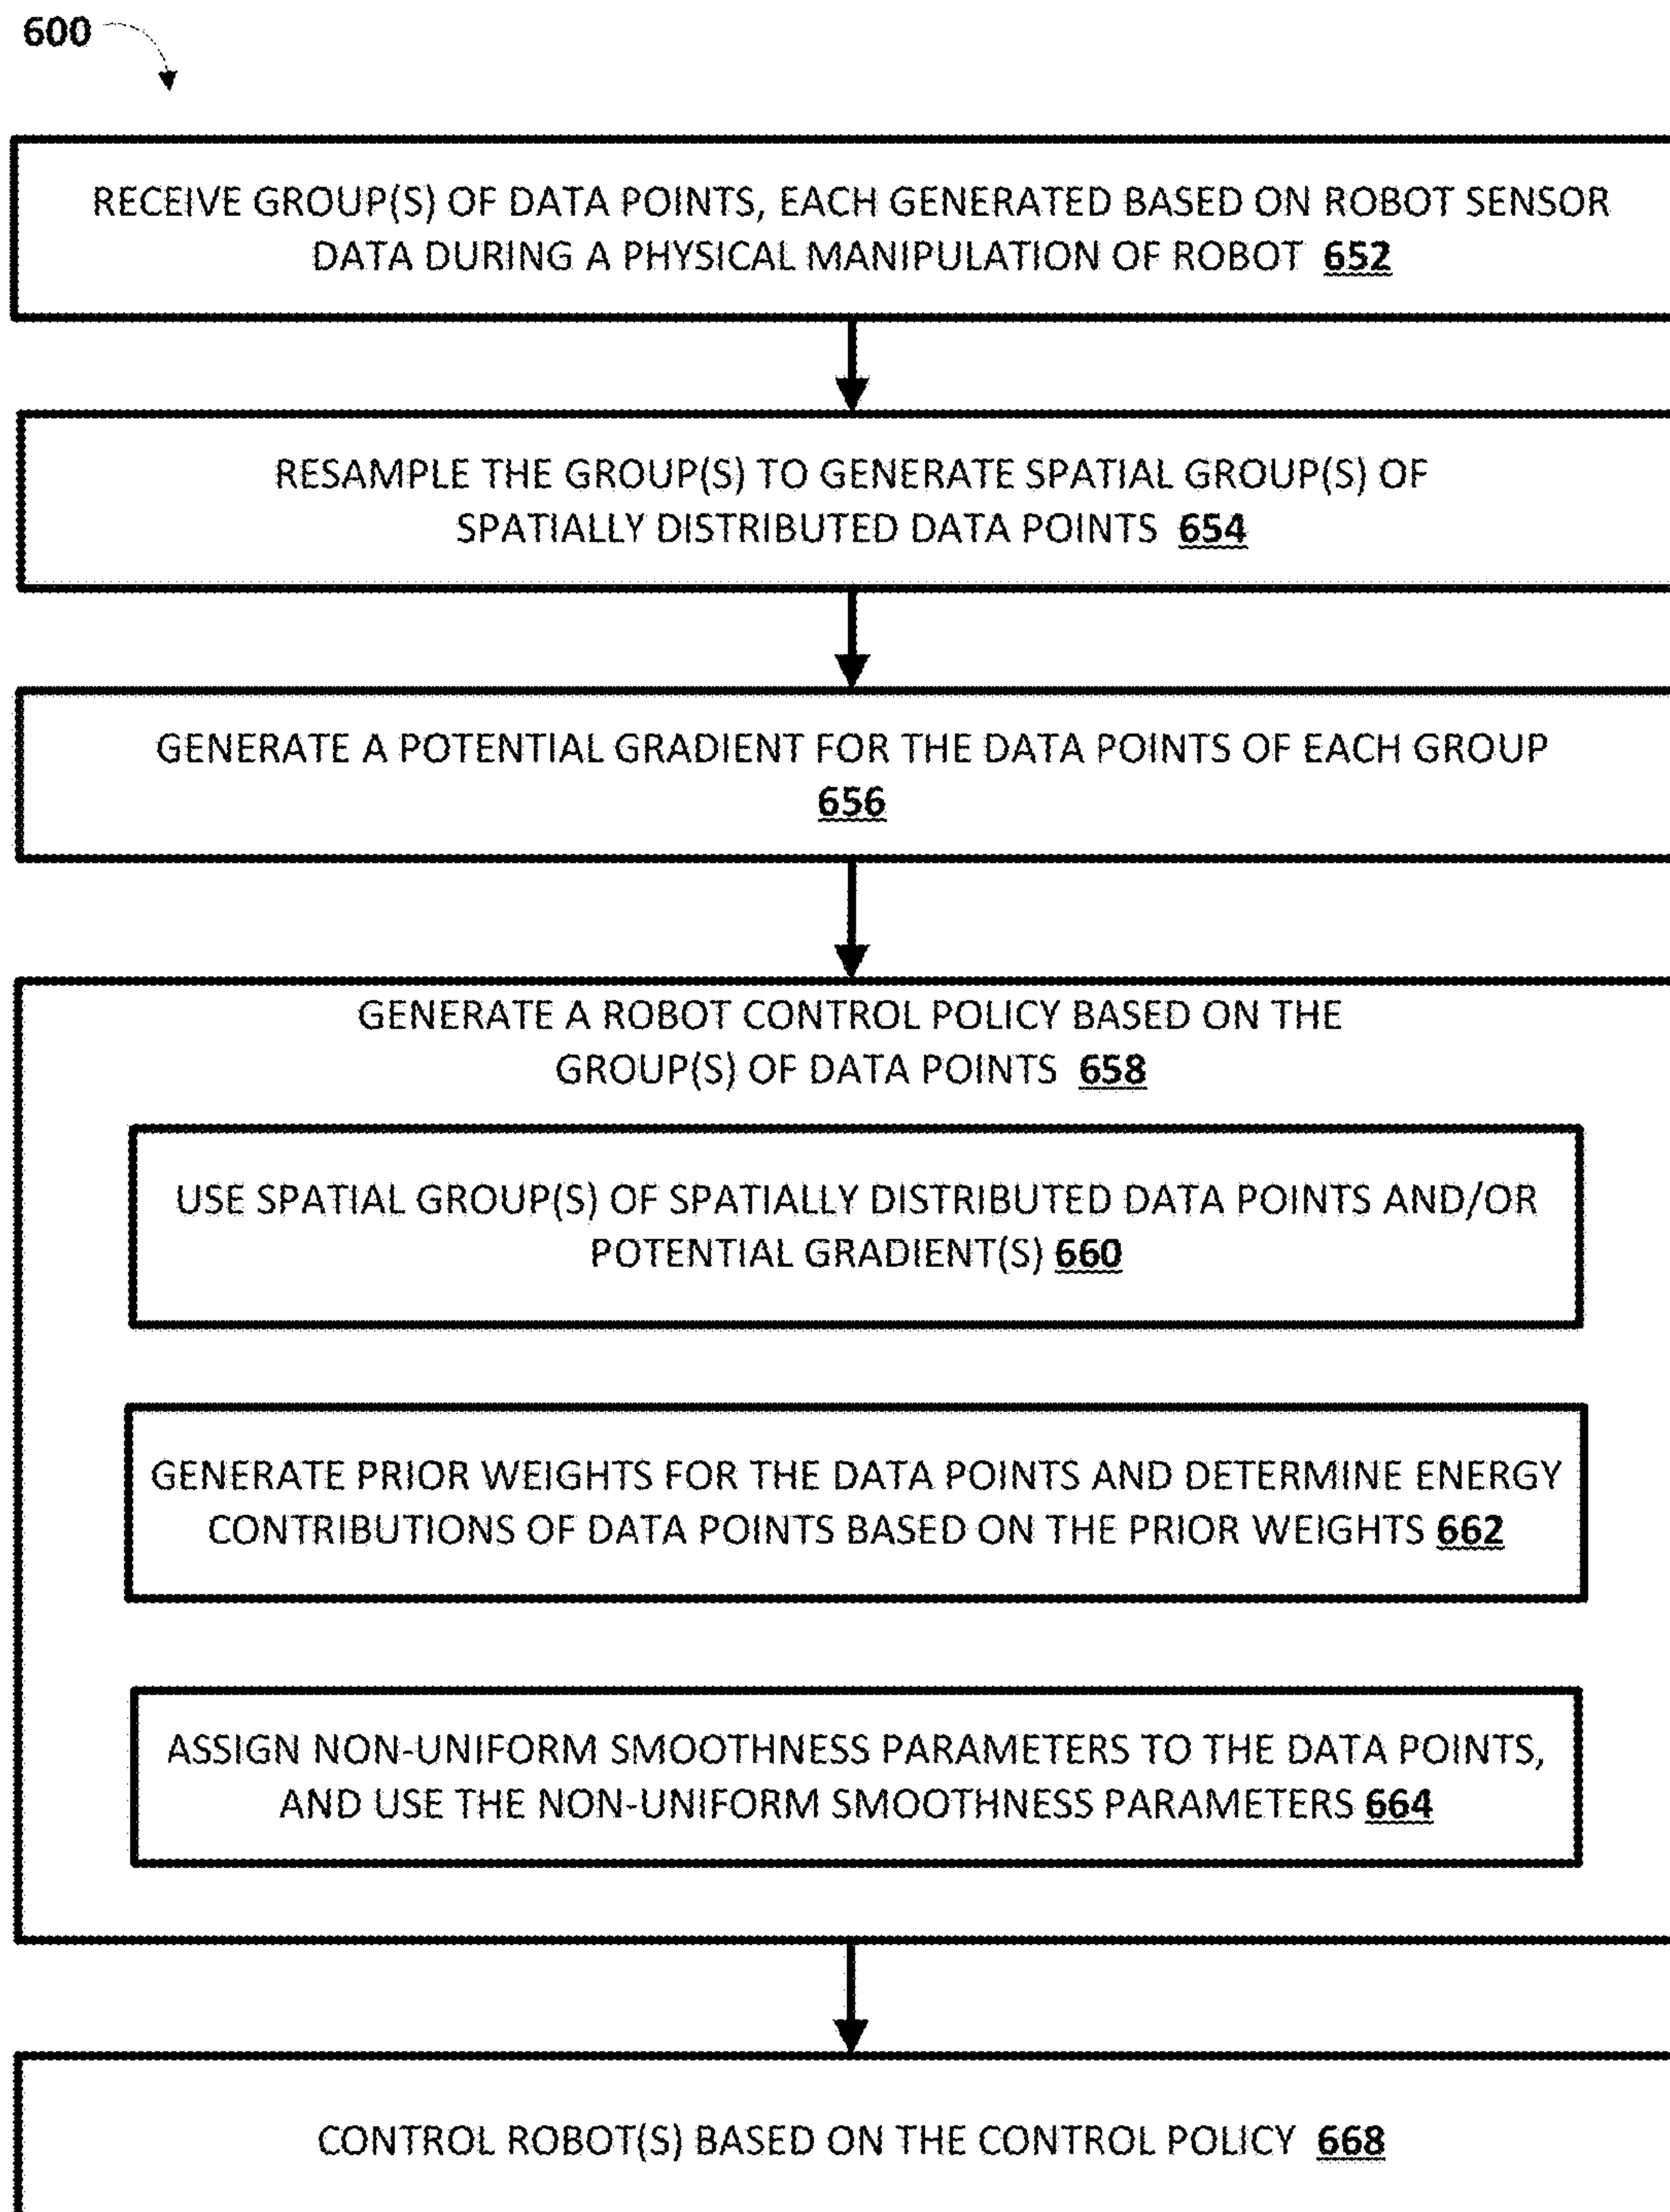 600
RECEIVE GROUP(S) OF DATA POINTS, EACH GENERATED BASED ON ROBOT SENSOR
DATA DURING A PHYSICAL MANIPULATION OF ROBOT 652
RESAMPLE THE GROUP(S) TO GENERATE SPATIAL GROUP(S) OF
SPATIALLY DISTRIBUTED DATA POINTS 654
GENERATE A POTENTIAL GRADIENT FOR THE DATA POINTS OF EACH GROUP
656
GENERATE A ROBOT CONTROL POLICY BASED ON THE
GROUP(S) OF DATA POINTS 658
USE SPATIAL GROUP(S) OF SPATIALLY DISTRIBUTED DATA POINTS AND/OR
POTENTIAL GRADIENT(S) 660
GENERATE PRIOR WEIGHTS FOR THE DATA POINTS AND DETERMINE ENERGY
CONTRIBUTIONS OF DATA POINTS BASED ON THE PRIOR WEIGHTS 662
ASSIGN NON-UNIFORM SMOOTHNESS PARAMETERS TO THE DATA POINTS,
AND USE THE NON-UNIFORM SMOOTHNESS PARAMETERS 664
CONTROL ROBOT(S) BASED ON THE CONTROL POLICY 668